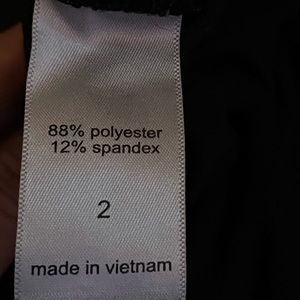 88% polyester
12% spandex
2
made in vietnam